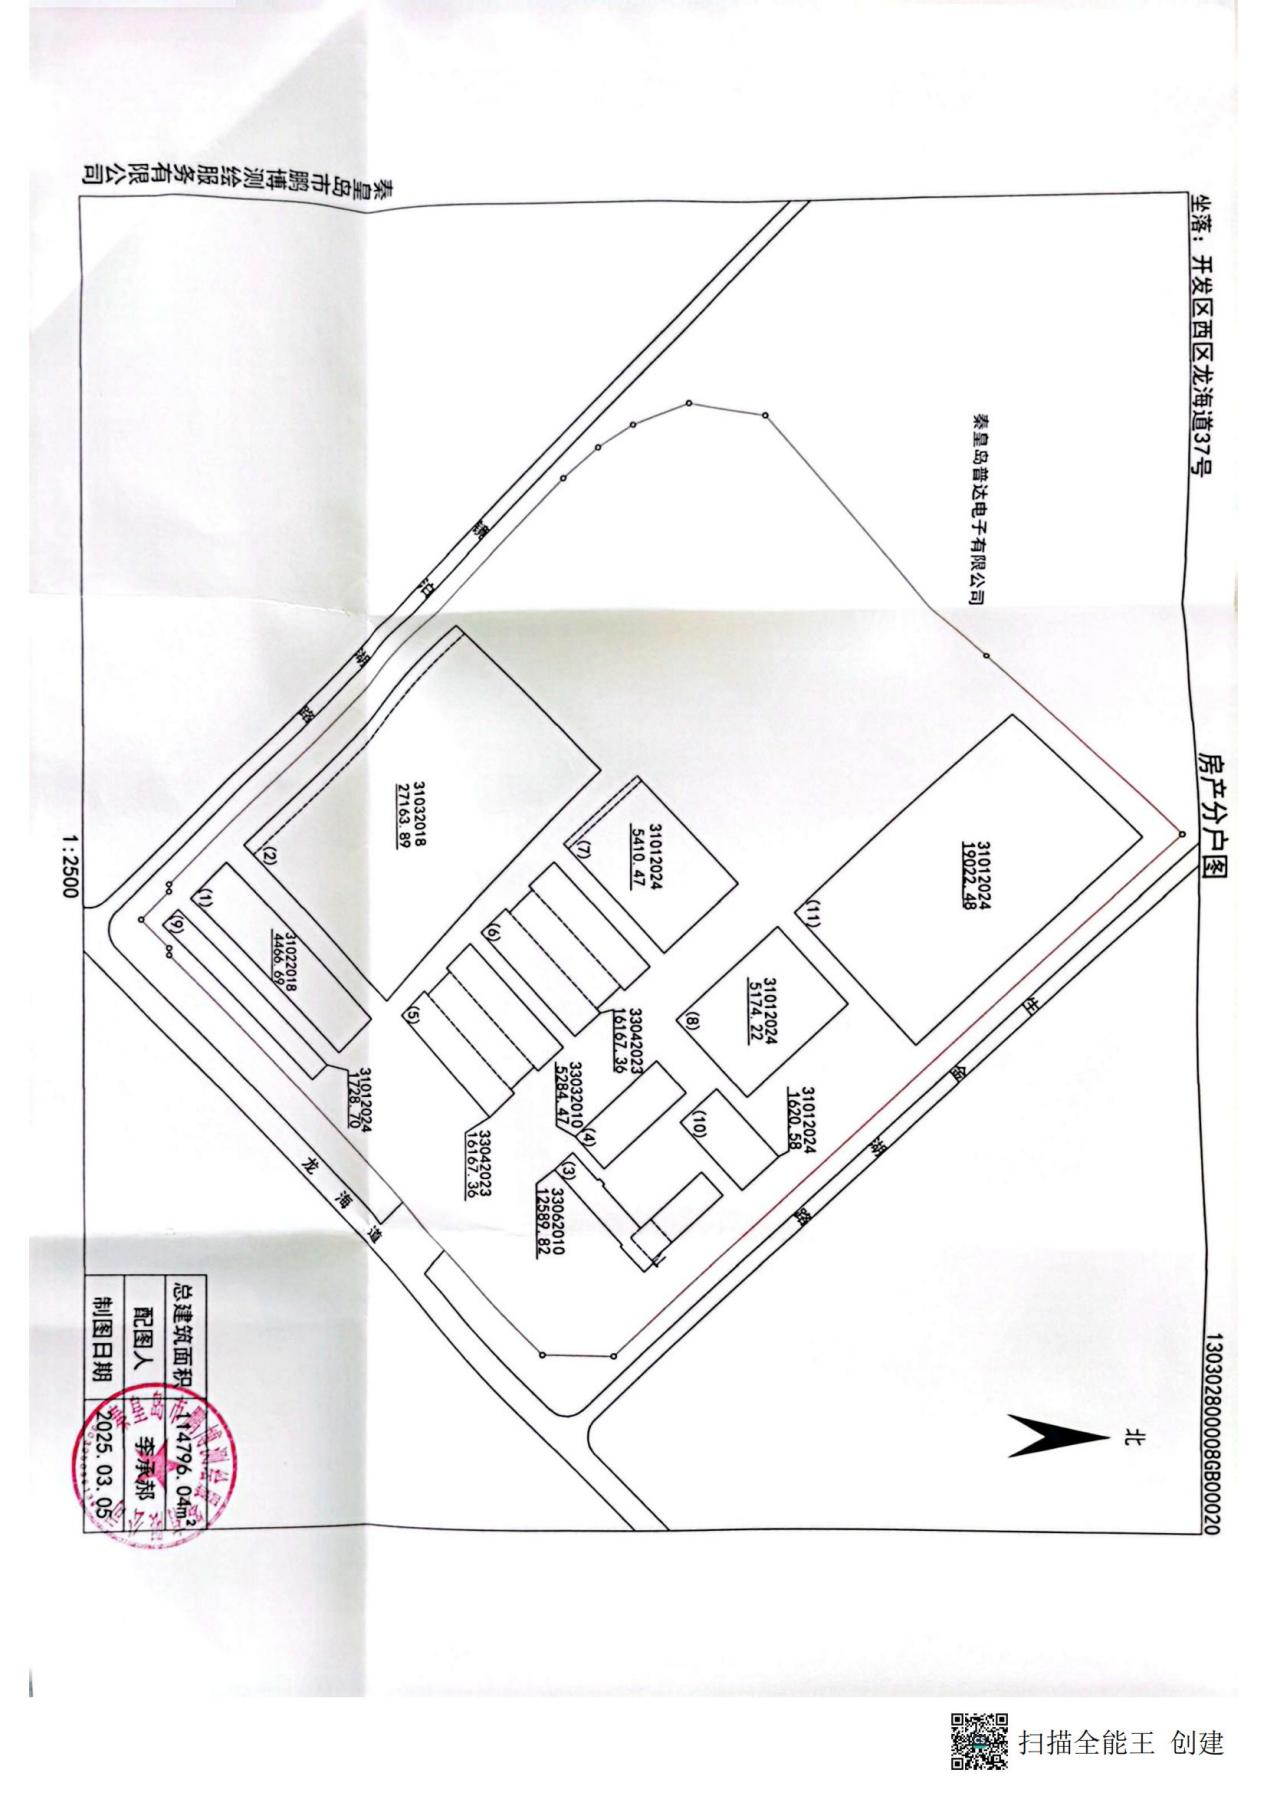 房产分户图
坐落：开发区西区龙海道37号
130302800008GB00020
北
秦皇岛普达电子有限公司
31012024
19022.48
(11)
31012024
5410.47
(7)
31012024
5174.22
(8)
31012024
1620.58
(10)
31032018
27163.89
(2)
33042023
16167.36
(6)
33032010
5284.47
(4)
33062010
12589.82
(3)
33042023
16167.36
(5)
31022018
4466.69
(1)
31012024
1728.70
(9)
湖
路
龙海道
金
湖
路
总建筑面积 114796.04m²
配图人 李承郝
制图日期 2025.03.05
1:2500
秦皇岛市鹏博测绘服务有限公司
扫描全能王 创建